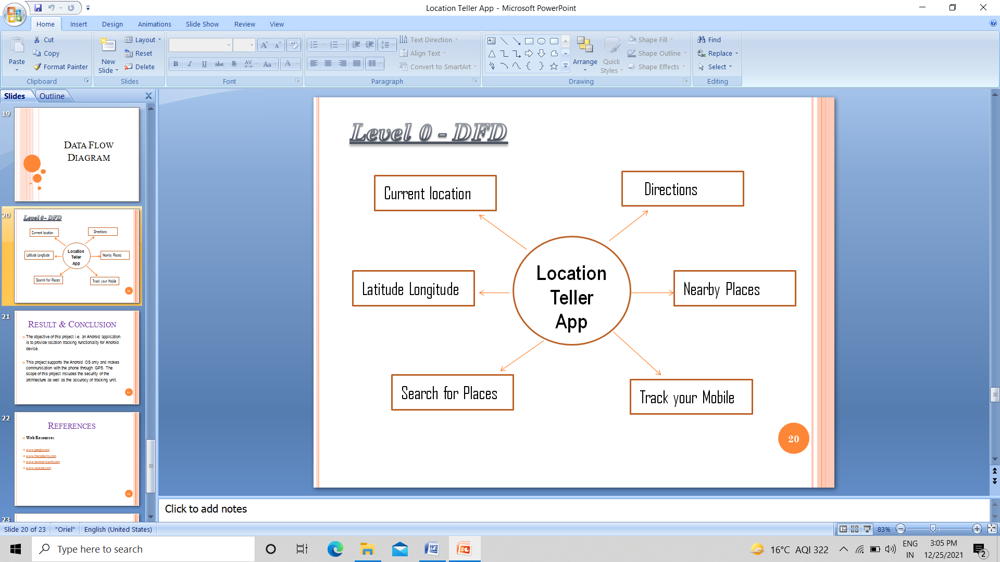 Location Teller App - Microsoft PowerPoint
Home Insert Design Animations Slide Show Review View
Paste
Cut
Copy
Format Painter
Clipboard
New
Slide
Layout
Reset
Delete
Slides
B I U abc S AV Aa A
Font
Text Direction
Align Text
Convert to SmartArt
Paragraph
Arrange
Quick
Styles
Shape Fill
Shape Outline
Shape Effects
Drawing
Find
Replace
Select
Editing
Slides Outline
19
DATA FLOW
DIAGRAM
20
Level 0 - DFD
Current location
Directions
Latitude Longitude
Location
Teller
App
Nearby Places
Search for Places
Track your Mobile
20
21
RESULT & CONCLUSION
The objective of this project i.e. an Android application
is to provide location tracking functionality for Android
device.
This project supports the Android OS only and makes
communication with the phone through GPS. The
scope of this project includes the security of the
architecture as well as the accuracy of tracking unit.
21
22
REFERENCES
Web Resources
www.google.com
www.thecodecity.com
www.nevonprojects.com
www.youtube.com
22
23
Level 0 - DFD
Current location
Directions
Latitude Longitude
Location
Teller
App
Nearby Places
Search for Places
Track your Mobile
20
Click to add notes
Slide 20 of 23 "Oriel" English (United States)
83%
Type here to search
16°C AQI 322
ENG
IN
3:05 PM
12/25/2021
2